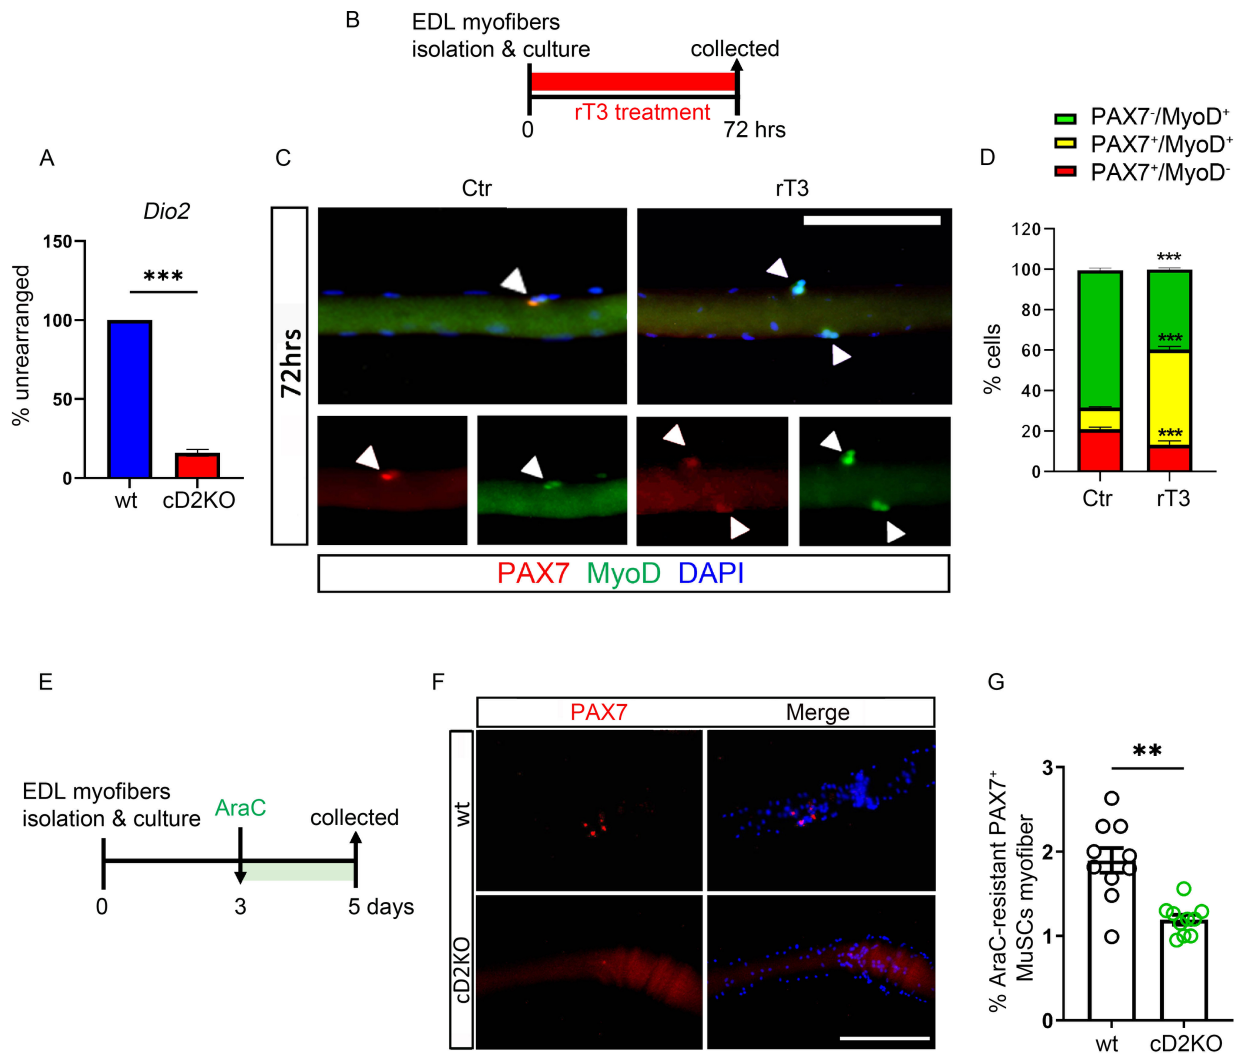 B
EDL myofibers
isolation & culture
collected
rT3 treatment
0
72 hrs
A
Dio2
% unrearranged
150
100
50
0
***
wt
cD2KO
C
Ctr
rT3
72hrs
PAX7 MyoD DAPI
D
PAX7⁻/MyoD⁺
PAX7⁺/MyoD⁺
PAX7⁺/MyoD⁻
% cells
120
100
80
60
40
20
0
***
***
***
Ctr
rT3
E
EDL myofibers
isolation & culture
AraC
collected
0
3
5 days
F
PAX7
Merge
wt
cD2KO
G
% AraC-resistant PAX7⁺
MuSCs myofiber
3
2
1
0
**
wt
cD2KO